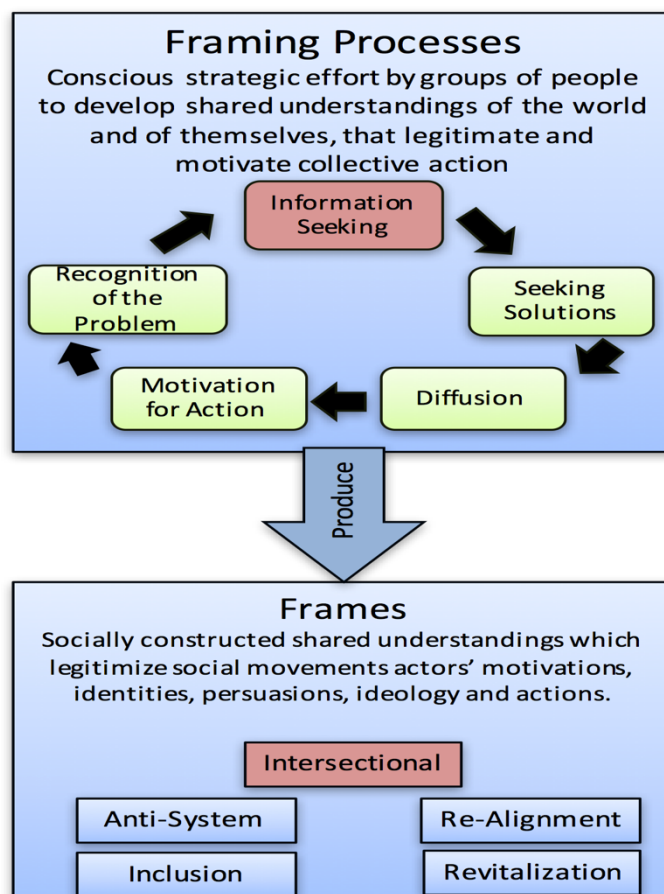 Framing Processes
Conscious strategic effort by groups of people
to develop shared understandings of the world
and of themselves, that legitimate and
motivate collective action
Information
Seeking
Recognition
of the
Problem
Seeking
Solutions
Motivation
for Action
Diffusion
Produce
Frames
Socially constructed shared understandings which
legitimize social movements actors’ motivations,
identities, persuasions, ideology and actions.
Intersectional
Anti-System
Re-Alignment
Inclusion
Revitalization